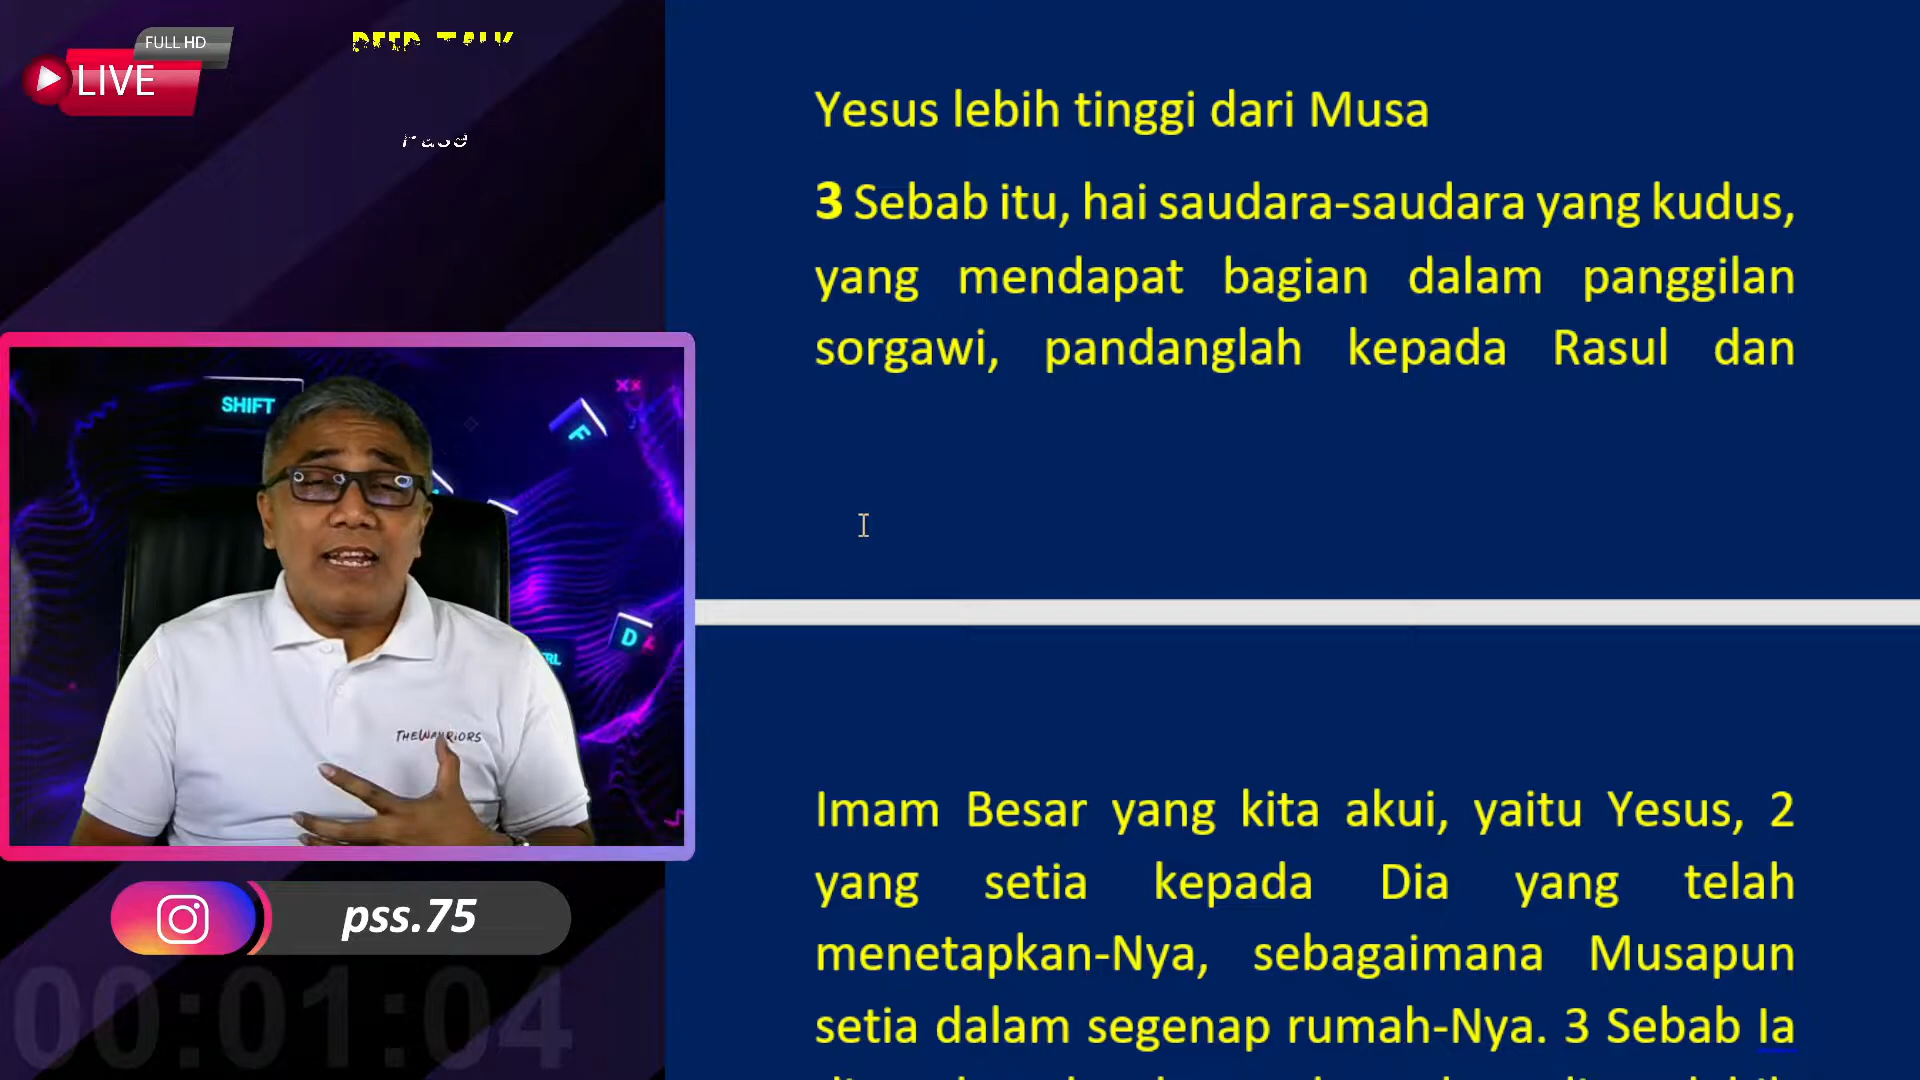 FULL HD
LIVE
SHIFT
F
D
THEWARRIORS
pss.75
00:01:04
Yesus lebih tinggi dari Musa
3 Sebab itu, hai saudara-saudara yang kudus,
yang mendapat bagian dalam panggilan
sorgawi, pandanglah kepada Rasul dan
Imam Besar yang kita akui, yaitu Yesus, 2
yang setia kepada Dia yang telah
menetapkan-Nya, sebagaimana Musapun
setia dalam segenap rumah-Nya. 3 Sebab Ia